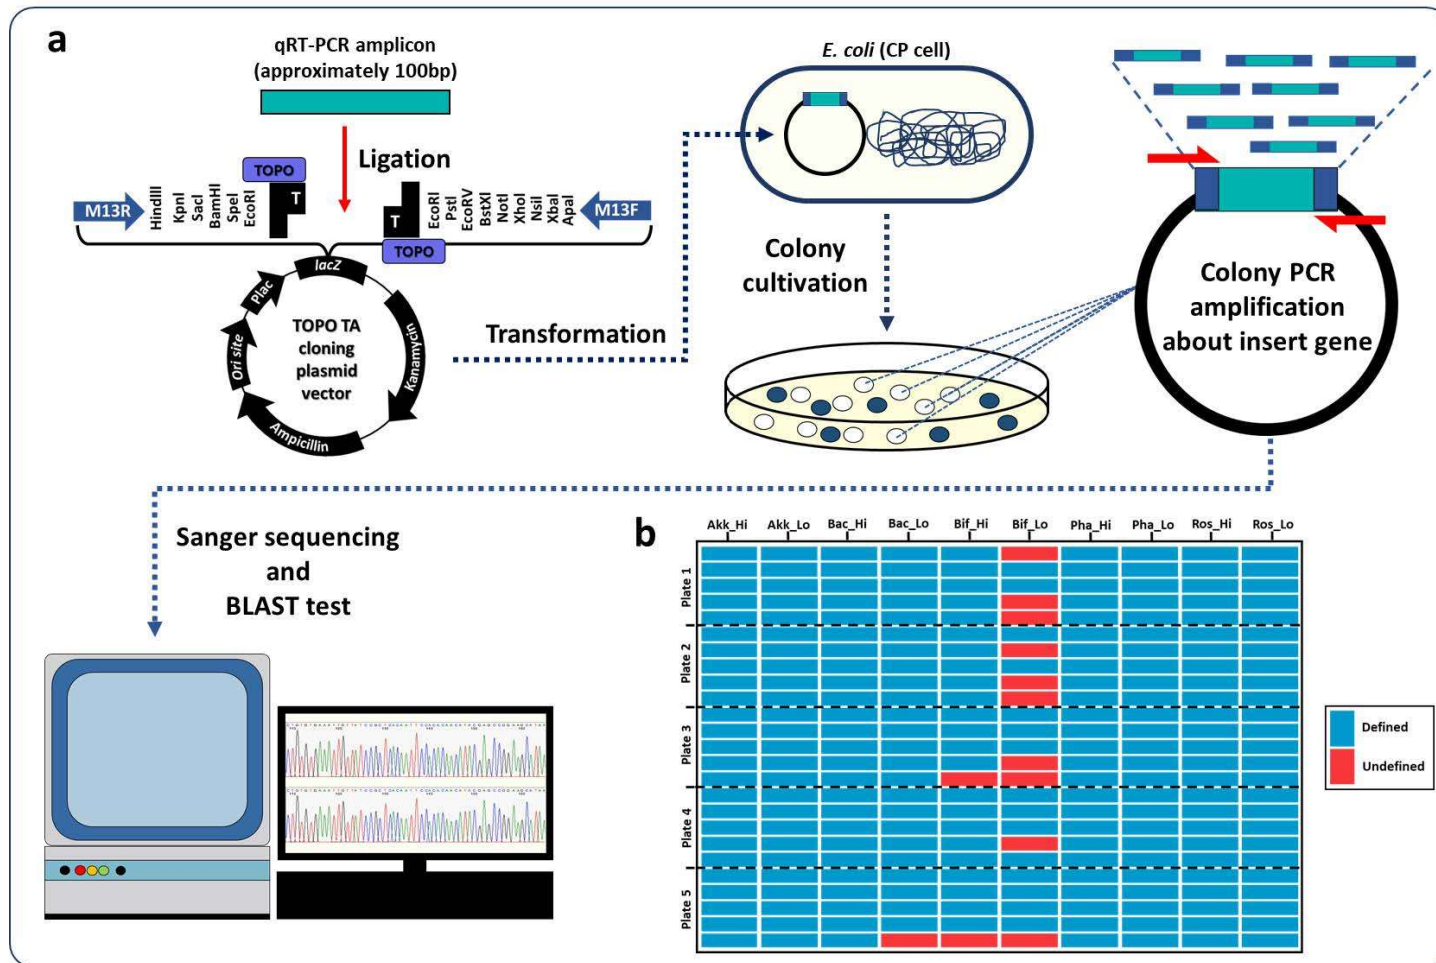 a
qRT-PCR amplicon
(approximately 100bp)
Ligation
TOPO
T
T
TOPO
M13R
HindIII
KpnI
SacI
BamHI
SpeI
EcoRI
EcoRI
PstI
EcoRV
BstXI
NotI
XhoI
NsiI
XbaI
ApaI
M13F
lacZ
Plac
Ori site
Ampicillin
Kanamycin
TOPO TA
cloning
plasmid
vector
Transformation
E. coli (CP cell)
Colony
cultivation
Colony PCR
amplification
about insert gene
Sanger sequencing
and
BLAST test
b
Akk_Hi Akk_Lo Bac_Hi Bac_Lo Bif_Hi Bif_Lo Pha_Hi Pha_Lo Ros_Hi Ros_Lo
Plate 1
Plate 2
Plate 3
Plate 4
Plate 5
Defined
Undefined